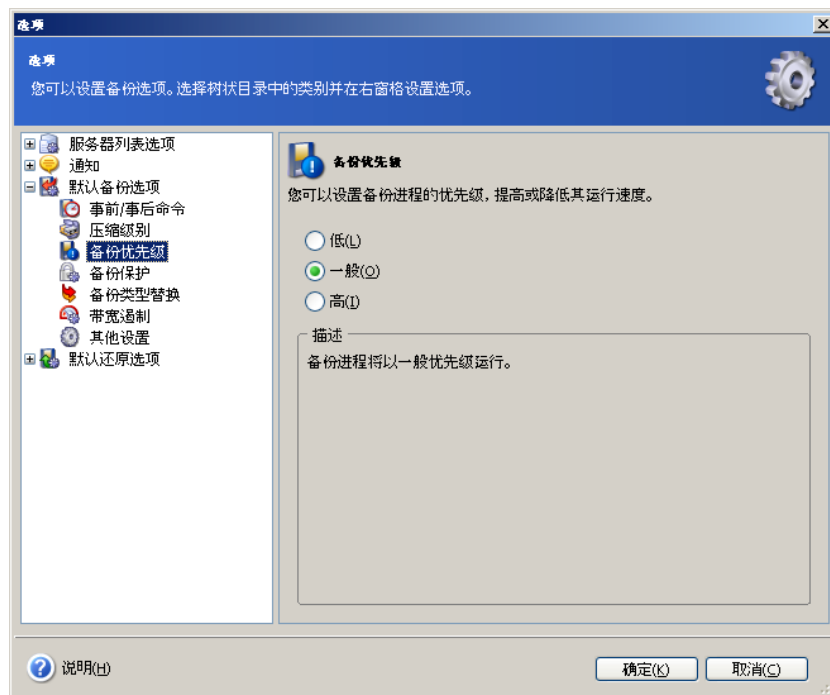 选项
选项
您可以设置备份选项。选择树状目录中的类别并在右窗格设置选项。
服务器列表选项
通知
默认备份选项
事前/事后命令
压缩级别
备份优先级
备份保护
备份类型替换
带宽遏制
其他设置
默认还原选项
备份优先级
您可以设置备份进程的优先级，提高或降低其运行速度。
低(L)
一般(O)
高(I)
描述
备份进程将以一般优先级运行。
说明(H)
确定(K)
取消(C)